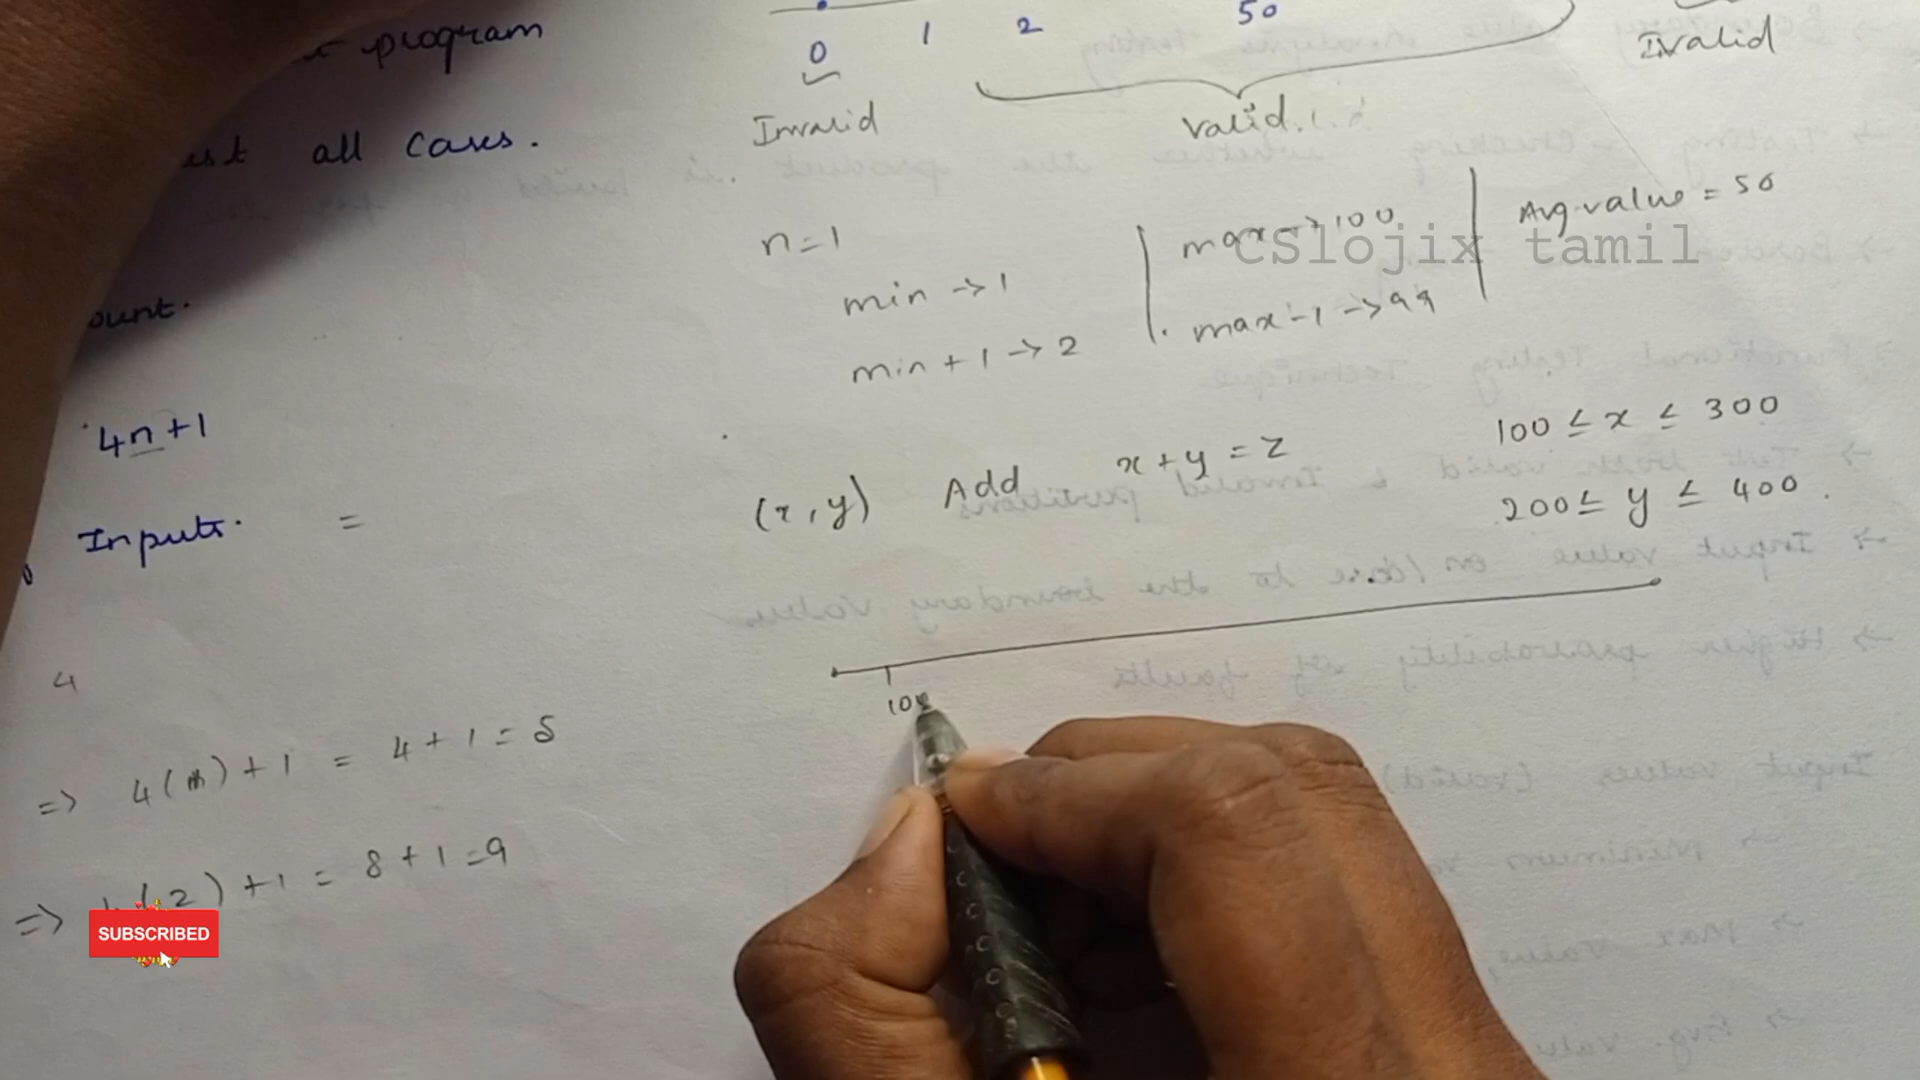 program
0 1 2 50
Invalid valid. Invalid
all Cases.
n=1
min -> 1
min + 1 -> 2
max -> 100
max - 1 -> 99
Avg.value = 50
CSlojix tamil
ount.
4n+1
Inputs. =
(x,y) Add x+y = z
100 ≤ x ≤ 300
200 ≤ y ≤ 400.
4
10
=> 4(n)+1 = 4+1 = 5
=> (2)+1 = 8+1=9
SUBSCRIBED